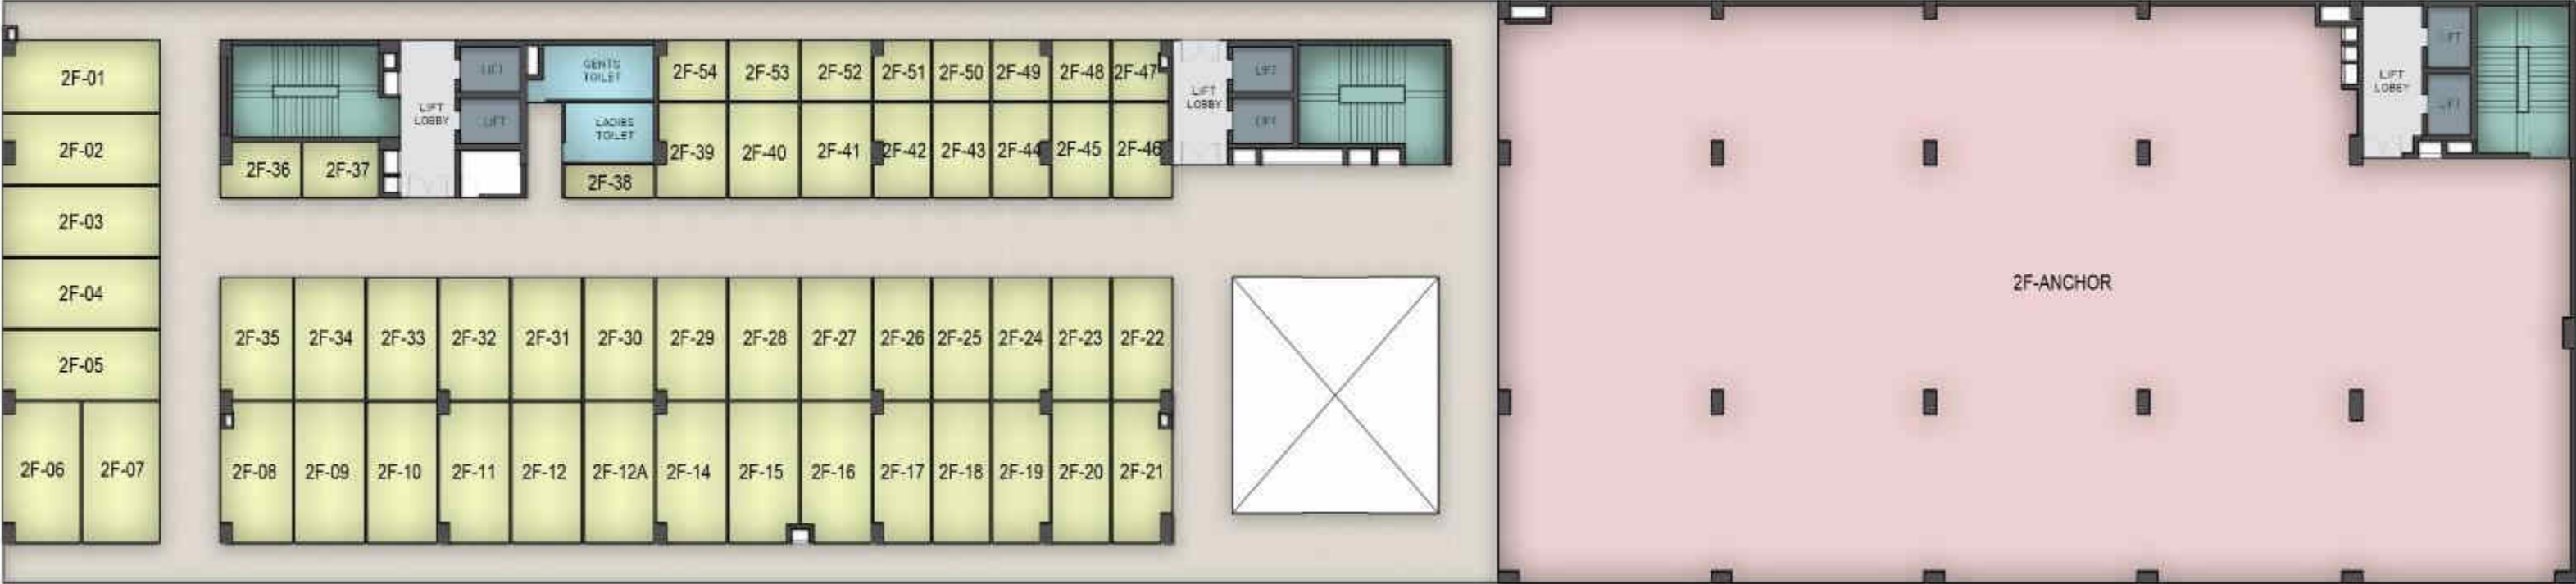 2F-01
2F-02
2F-03
2F-04
2F-05
2F-06 2F-07
LIFT LOBBY
LIFT
LIFT
GENTS TOILET
LADIES TOILET
2F-54 2F-53 2F-52 2F-51 2F-50 2F-49 2F-48 2F-47
2F-36 2F-37
2F-38
2F-39 2F-40 2F-41 2F-42 2F-43 2F-44 2F-45 2F-46
LIFT LOBBY
LIFT
LIFT
2F-35 2F-34 2F-33 2F-32 2F-31 2F-30 2F-29 2F-28 2F-27 2F-26 2F-25 2F-24 2F-23 2F-22
2F-08 2F-09 2F-10 2F-11 2F-12 2F-12A 2F-14 2F-15 2F-16 2F-17 2F-18 2F-19 2F-20 2F-21
2F-ANCHOR
LIFT LOBBY
LIFT
LIFT